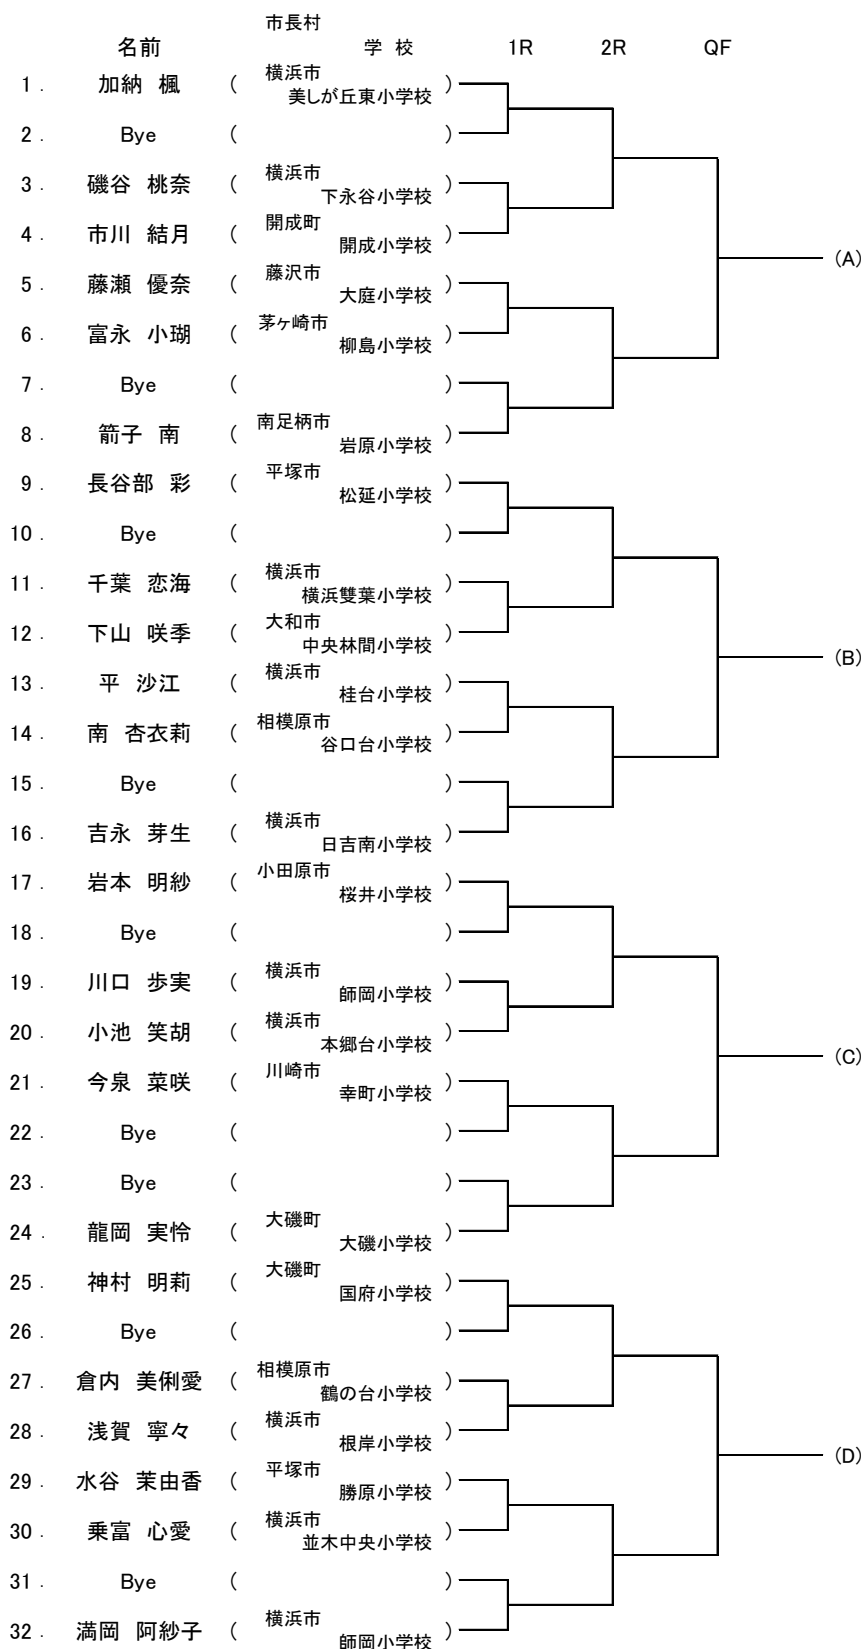 市長村
名前 学 校 1R 2R QF
1 . 加納 楓 ( 横浜市 美しが丘東小学校 )
2 . Bye ( )
3 . 磯谷 桃奈 ( 横浜市 下永谷小学校 )
4 . 市川 結月 ( 開成町 開成小学校 )
(A)
5 . 藤瀬 優奈 ( 藤沢市 大庭小学校 )
6 . 富永 小瑚 ( 茅ヶ崎市 柳島小学校 )
7 . Bye ( )
8 . 箭子 南 ( 南足柄市 岩原小学校 )
9 . 長谷部 彩 ( 平塚市 松延小学校 )
10 . Bye ( )
11 . 千葉 恋海 ( 横浜市 横浜雙葉小学校 )
12 . 下山 咲季 ( 大和市 中央林間小学校 )
(B)
13 . 平 沙江 ( 横浜市 桂台小学校 )
14 . 南 杏衣莉 ( 相模原市 谷口台小学校 )
15 . Bye ( )
16 . 吉永 芽生 ( 横浜市 日吉南小学校 )
17 . 岩本 明紗 ( 小田原市 桜井小学校 )
18 . Bye ( )
19 . 川口 歩実 ( 横浜市 師岡小学校 )
20 . 小池 笑胡 ( 横浜市 本郷台小学校 )
(C)
21 . 今泉 菜咲 ( 川崎市 幸町小学校 )
22 . Bye ( )
23 . Bye ( )
24 . 龍岡 実怜 ( 大磯町 大磯小学校 )
25 . 神村 明莉 ( 大磯町 国府小学校 )
26 . Bye ( )
27 . 倉内 美俐愛 ( 相模原市 鶴の台小学校 )
28 . 浅賀 寧々 ( 横浜市 根岸小学校 )
(D)
29 . 水谷 茉由香 ( 平塚市 勝原小学校 )
30 . 乗富 心愛 ( 横浜市 並木中央小学校 )
31 . Bye ( )
32 . 満岡 阿紗子 ( 横浜市 師岡小学校 )